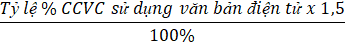 Tỷ lệ % CCVC sử dụng văn bản điện tử x 1,5
100%